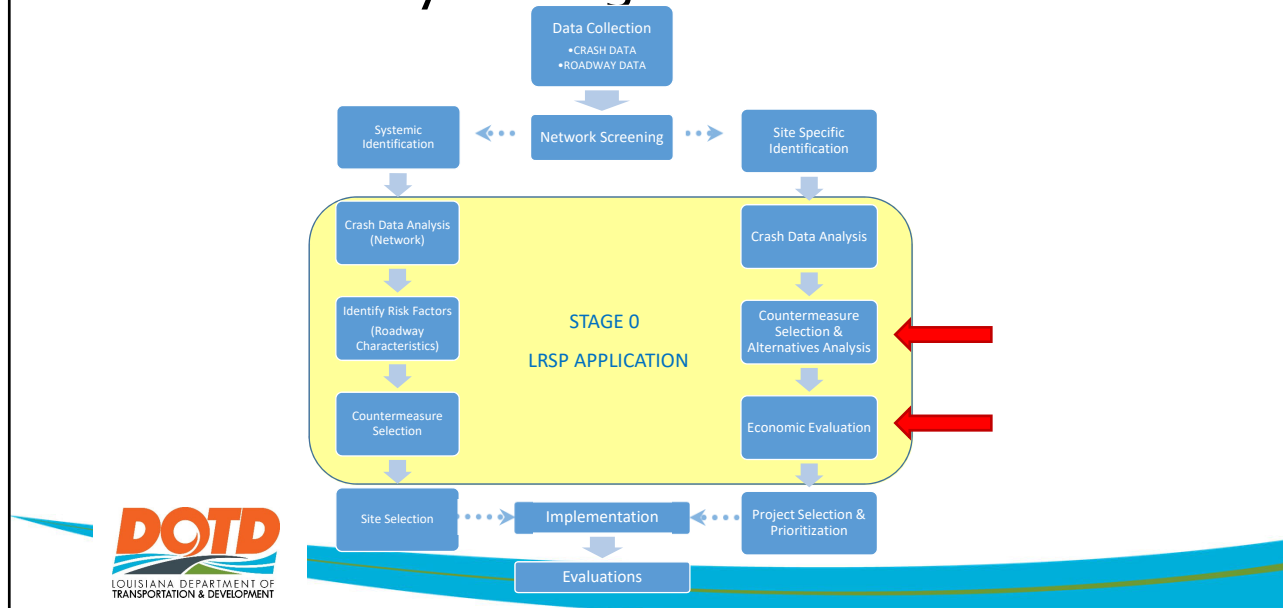 Data Collection
•CRASH DATA
•ROADWAY DATA
Systemic
Identification
Network Screening
Site Specific
Identification
Crash Data Analysis
(Network)
Crash Data Analysis
Identify Risk Factors
(Roadway
Characteristics)
STAGE 0
LRSP APPLICATION
Countermeasure
Selection &
Alternatives Analysis
Countermeasure
Selection
Economic Evaluation
Site Selection
Implementation
Project Selection &
Prioritization
Evaluations
DOTD
LOUISIANA DEPARTMENT OF
TRANSPORTATION & DEVELOPMENT